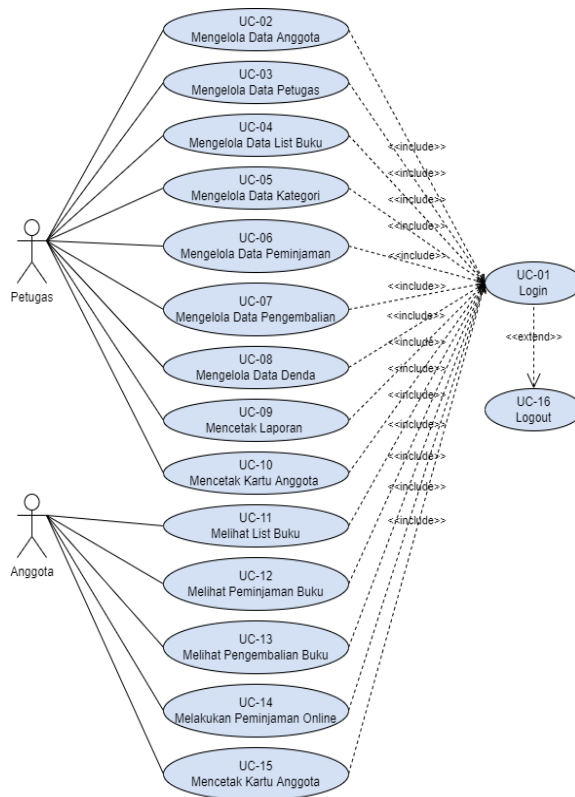 UC-02
Mengelola Data Anggota
UC-03
Mengelola Data Petugas
UC-04
Mengelola Data List Buku
<<include>>
<<include>>
UC-05
Mengelola Data Kategori
<<include>>
<<include>>
UC-06
Mengelola Data Peminjaman
<<include>>
Petugas
UC-01
Login
UC-07
Mengelola Data Pengembalian
<<include>>
<<include>>
<<extend>>
<<include>>
UC-08
Mengelola Data Denda
<<include>>
<<include>>
UC-16
Logout
UC-09
Mencetak Laporan
<<include>>
<<include>>
UC-10
Mencetak Kartu Anggota
<<include>>
UC-11
Melihat List Buku
<<include>>
Anggota
UC-12
Melihat Peminjaman Buku
UC-13
Melihat Pengembalian Buku
UC-14
Melakukan Peminjaman Online
UC-15
Mencetak Kartu Anggota